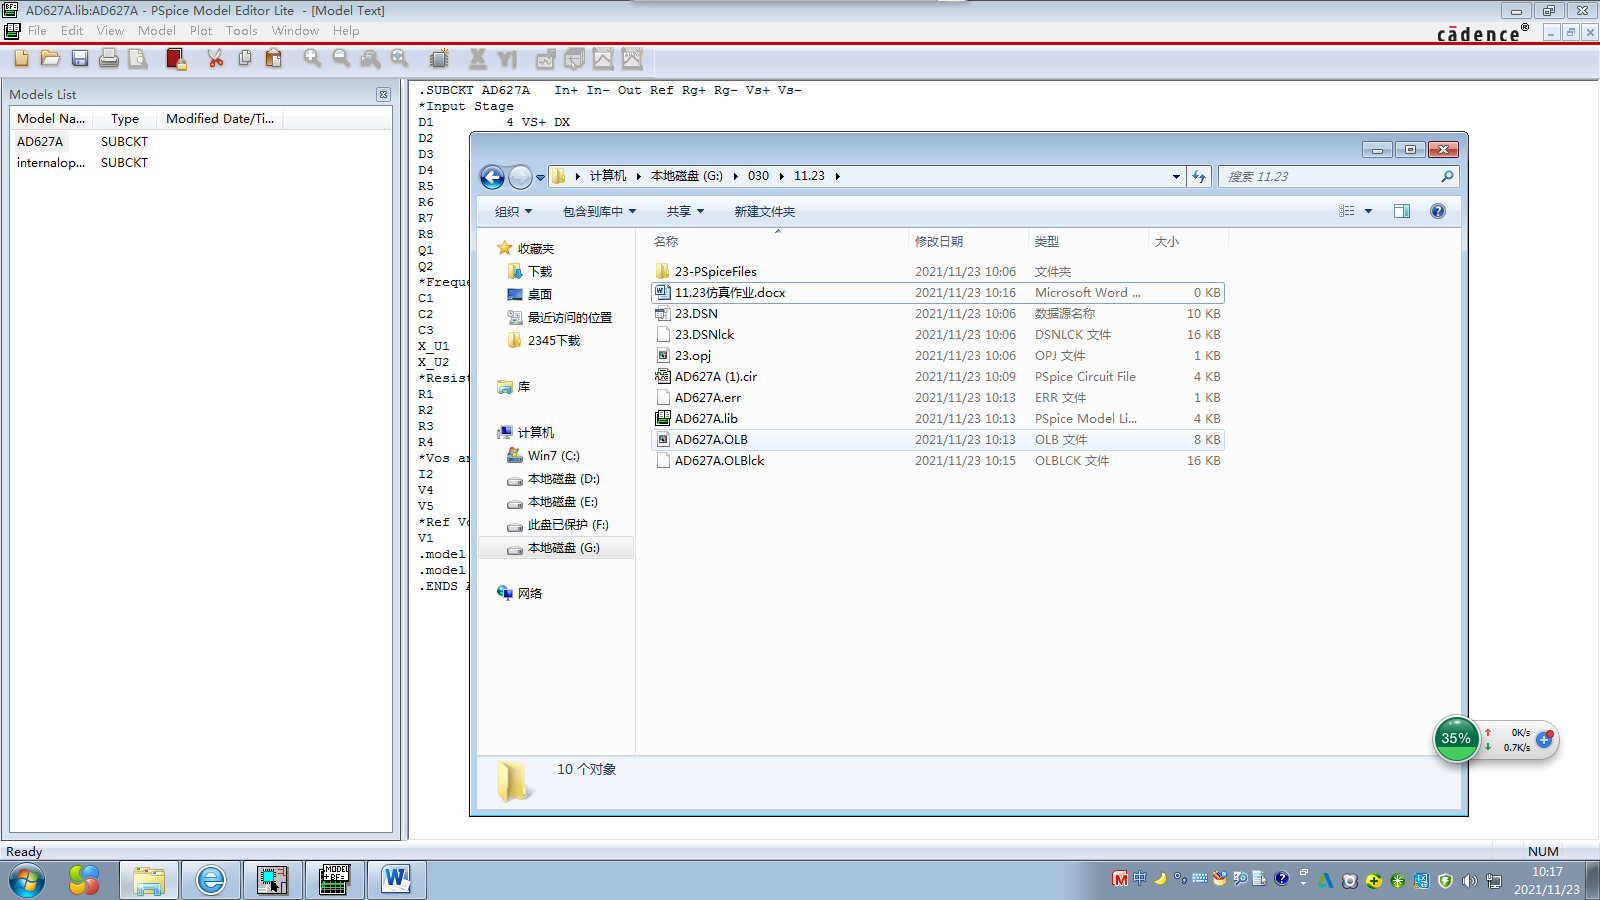 AD627A.lib:AD627A - PSpice Model Editor Lite - [Model Text]
File Edit View Model Plot Tools Window Help
cādence®
Models List
Model Na... Type Modified Date/Ti...
AD627A SUBCKT
internalop... SUBCKT
.SUBCKT AD627A In+ In- Out Ref Rg+ Rg- Vs+ Vs-
*Input Stage
D1 4 VS+ DX
D2
D3
D4
R5
R6
R7
R8
Q1
Q2
*Freque
C1
C2
C3
X_U1
X_U2
*Resist
R1
R2
R3
R4
*Vos an
I2
V4
V5
*Ref Vo
V1
.model
.model
.ENDS
计算机 本地磁盘 (G:) 030 11.23
搜索 11.23
组织 包含到库中 共享 新建文件夹
收藏夹
下载
桌面
最近访问的位置
2345下载
库
计算机
Win7 (C:)
本地磁盘 (D:)
本地磁盘 (E:)
此盘已保护 (F:)
本地磁盘 (G:)
网络
名称 修改日期 类型 大小
23-PSpiceFiles 2021/11/23 10:06 文件夹
11.23仿真作业.docx 2021/11/23 10:16 Microsoft Word ... 0 KB
23.DSN 2021/11/23 10:06 数据源名称 10 KB
23.DSNlck 2021/11/23 10:06 DSNLCK 文件 16 KB
23.opj 2021/11/23 10:06 OPJ 文件 1 KB
AD627A (1).cir 2021/11/23 10:09 PSpice Circuit File 4 KB
AD627A.err 2021/11/23 10:13 ERR 文件 1 KB
AD627A.lib 2021/11/23 10:13 PSpice Model Li... 4 KB
AD627A.OLB 2021/11/23 10:13 OLB 文件 8 KB
AD627A.OLBlck 2021/11/23 10:15 OLBLCK 文件 16 KB
10 个对象
35%
0K/s
0.7K/s
Ready
NUM
中
10:17
2021/11/23